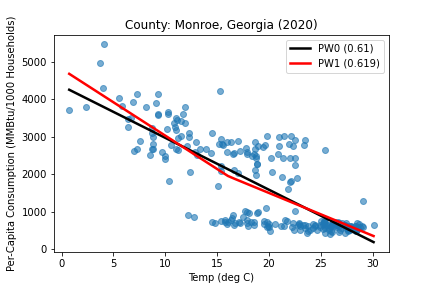 County: Monroe, Georgia (2020)
PW0 (0.61)
PW1 (0.619)
Per-Capita Consumption (MMBtu/1000 Households)
5000
4000
3000
2000
1000
0
0 5 10 15 20 25 30
Temp (deg C)